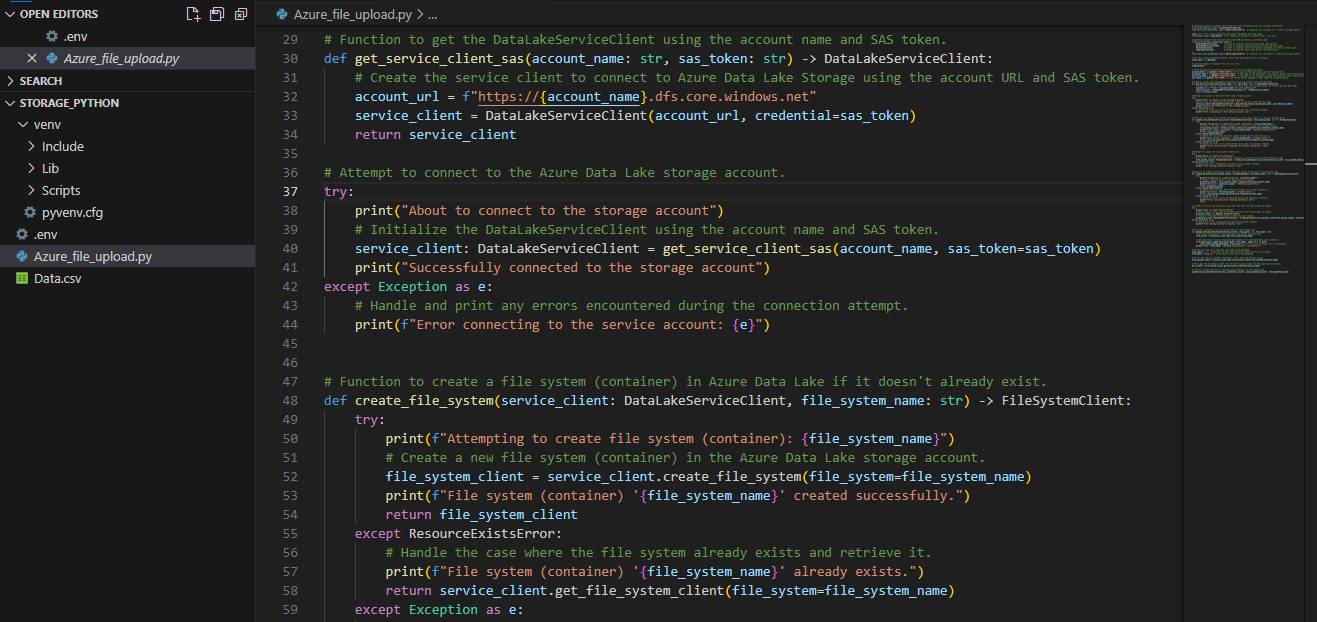 OPEN EDITORS
.env
Azure_file_upload.py
SEARCH
STORAGE_PYTHON
venv
Include
Lib
Scripts
pyvenv.cfg
.env
Azure_file_upload.py
Data.csv
Azure_file_upload.py > ...
29 # Function to get the DataLakeServiceClient using the account name and SAS token.
30 def get_service_client_sas(account_name: str, sas_token: str) -> DataLakeServiceClient:
31     # Create the service client to connect to Azure Data Lake Storage using the account URL and SAS token.
32     account_url = f"https://{account_name}.dfs.core.windows.net"
33     service_client = DataLakeServiceClient(account_url, credential=sas_token)
34     return service_client
35
36 # Attempt to connect to the Azure Data Lake storage account.
37 try:
38     print("About to connect to the storage account")
39     # Initialize the DataLakeServiceClient using the account name and SAS token.
40     service_client: DataLakeServiceClient = get_service_client_sas(account_name, sas_token=sas_token)
41     print("Successfully connected to the storage account")
42 except Exception as e:
43     # Handle and print any errors encountered during the connection attempt.
44     print(f"Error connecting to the service account: {e}")
45
46
47 # Function to create a file system (container) in Azure Data Lake if it doesn't already exist.
48 def create_file_system(service_client: DataLakeServiceClient, file_system_name: str) -> FileSystemClient:
49     try:
50         print(f"Attempting to create file system (container): {file_system_name}")
51         # Create a new file system (container) in the Azure Data Lake storage account.
52         file_system_client = service_client.create_file_system(file_system=file_system_name)
53         print(f"File system (container) '{file_system_name}' created successfully.")
54         return file_system_client
55     except ResourceExistsError:
56         # Handle the case where the file system already exists and retrieve it.
57         print(f"File system (container) '{file_system_name}' already exists.")
58         return service_client.get_file_system_client(file_system=file_system_name)
59     except Exception as e: